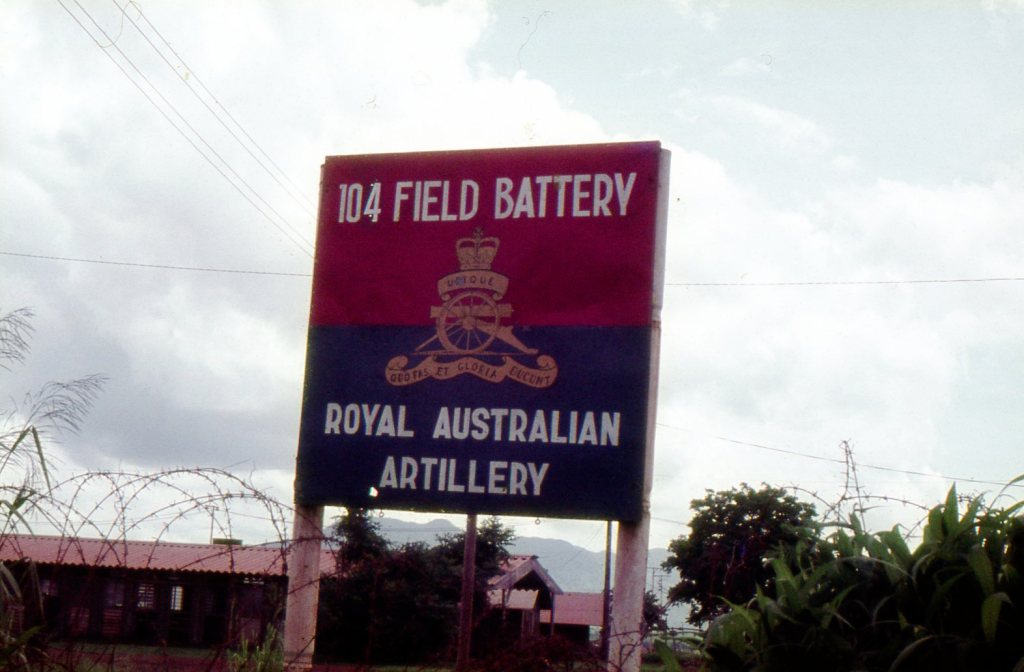 104 FIELD BATTERY
UBIQUE
QUO FAS ET GLORIA DUCUNT
ROYAL AUSTRALIAN
ARTILLERY